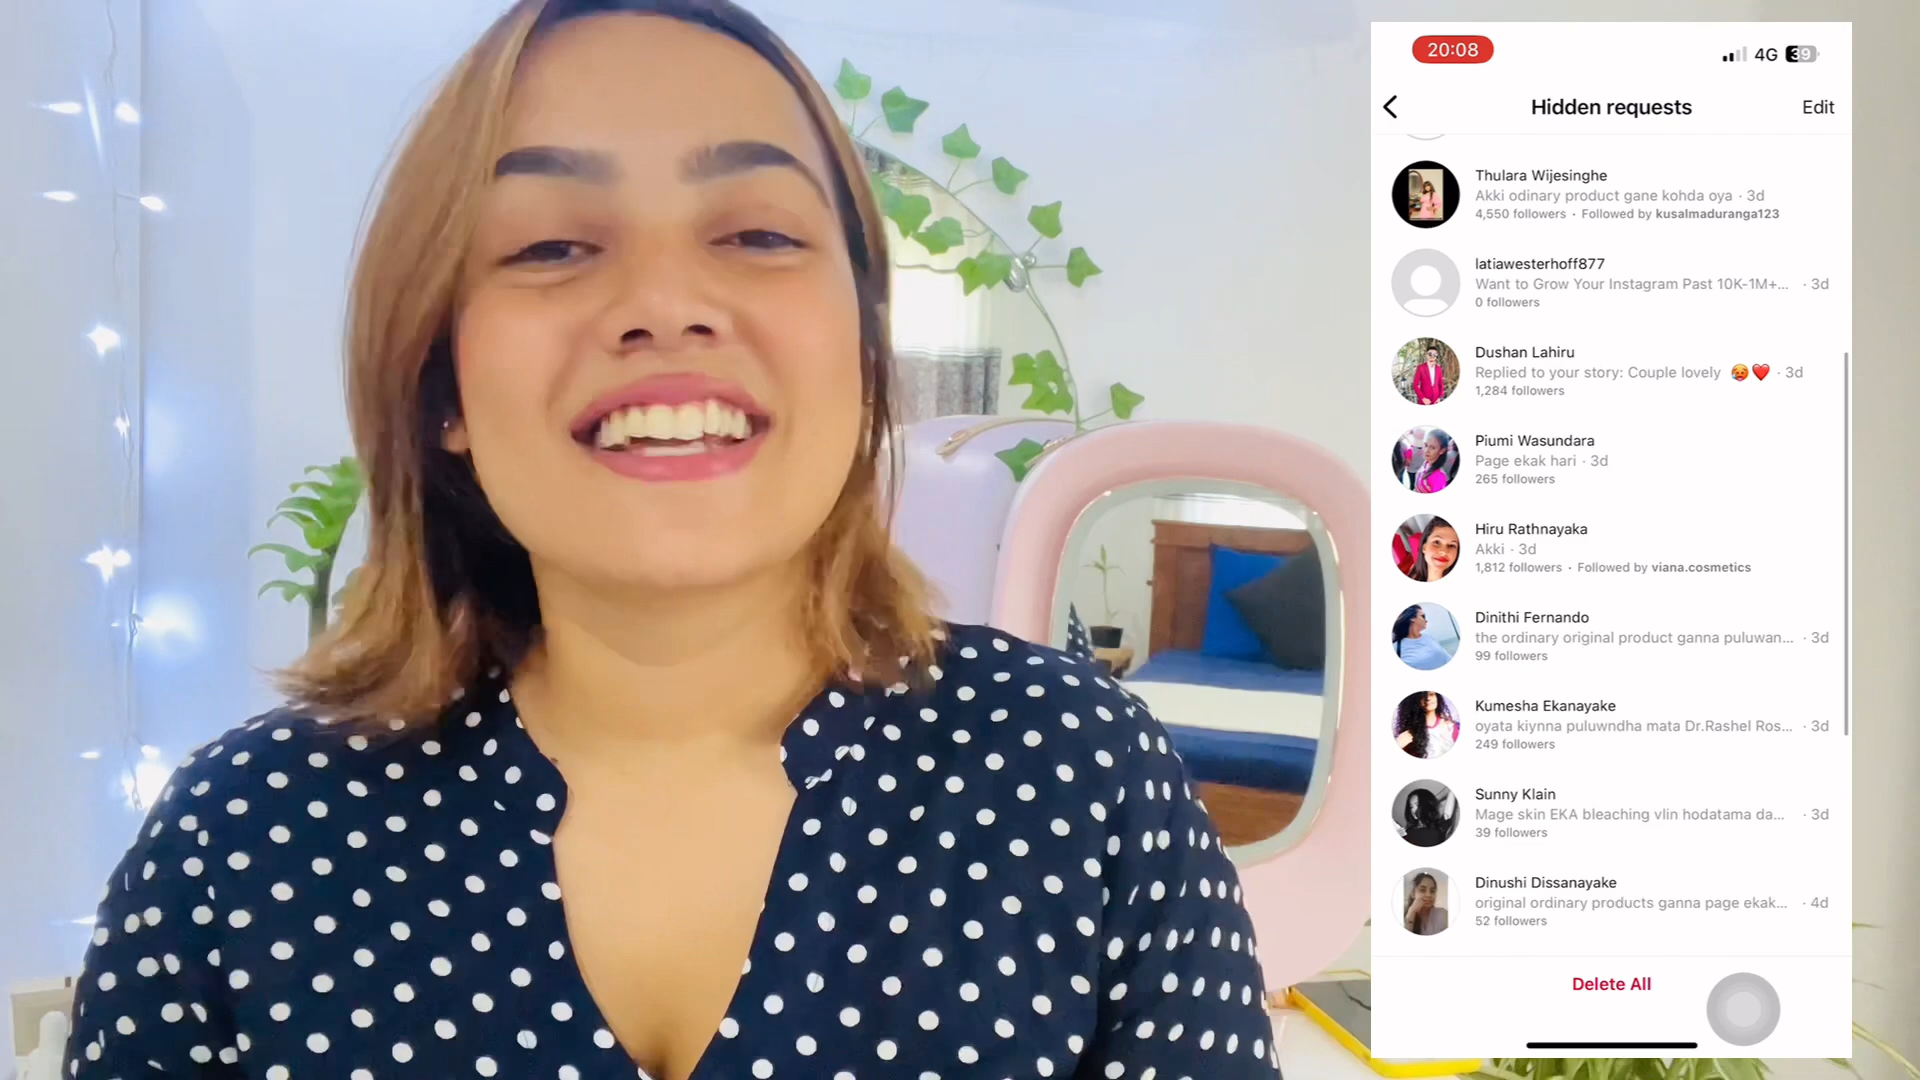 20:08
4G 39
Hidden requests
Edit
Thulara Wijesinghe
Akki odinary product gane kohda oya · 3d
4,550 followers · Followed by kusalmaduranga123
latiawesterhoff877
Want to Grow Your Instagram Past 10K-1M+... · 3d
0 followers
Dushan Lahiru
Replied to your story: Couple lovely 🥵❤️ · 3d
1,284 followers
Piumi Wasundara
Page ekak hari · 3d
265 followers
Hiru Rathnayaka
Akki · 3d
1,812 followers · Followed by viana.cosmetics
Dinithi Fernando
the ordinary original product ganna puluwan... · 3d
99 followers
Kumesha Ekanayake
oyata kiynna puluwndha mata Dr.Rashel Ros... · 3d
249 followers
Sunny Klain
Mage skin EKA bleaching vlin hodatama da... · 3d
39 followers
Dinushi Dissanayake
original ordinary products ganna page ekak... · 4d
52 followers
Delete All